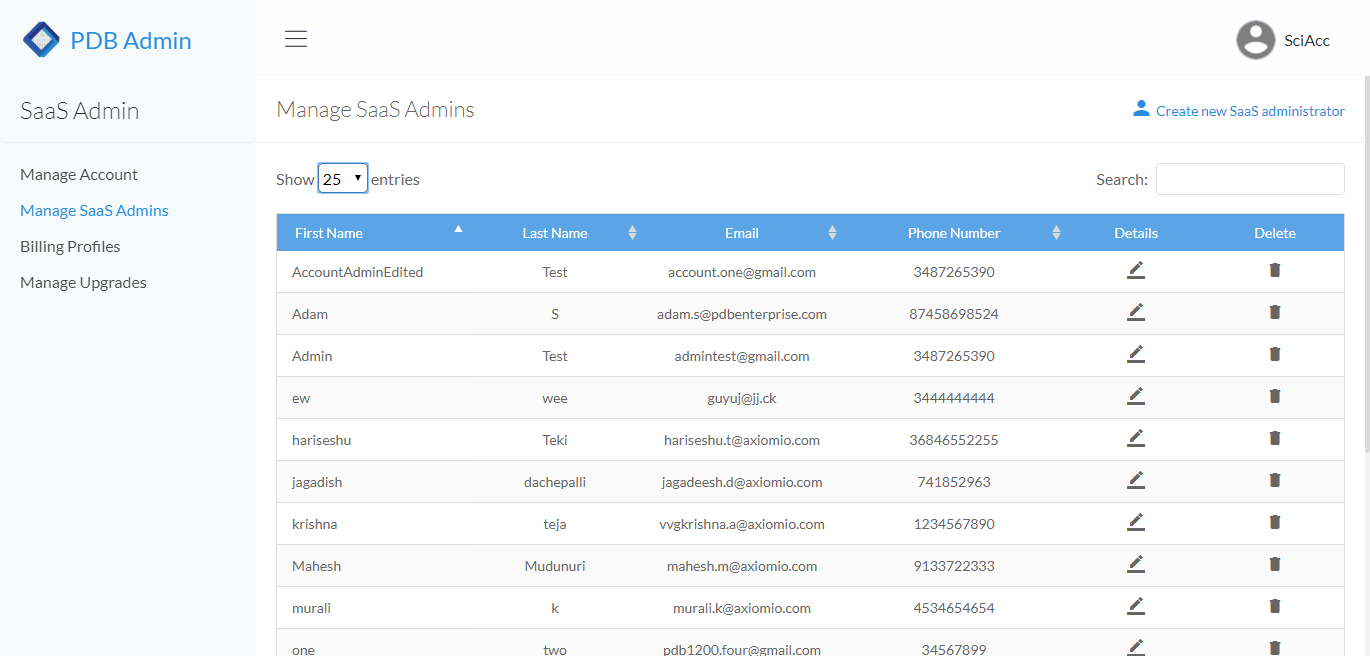 PDB Admin
SciAcc
SaaS Admin
Manage SaaS Admins
Create new SaaS administrator
Manage Account
Manage SaaS Admins
Billing Profiles
Manage Upgrades
Show 25 entries
Search:
First Name Last Name Email Phone Number Details Delete
AccountAdminEdited Test account.one@gmail.com 3487265390
Adam S adam.s@pdbenterprise.com 87458698524
Admin Test admintest@gmail.com 3487265390
ew wee guyuj@jj.ck 3444444444
hariseshu Teki hariseshu.t@axiomio.com 36846552255
jagadish dachepalli jagadeesh.d@axiomio.com 741852963
krishna teja vvgkrishna.a@axiomio.com 1234567890
Mahesh Mudunuri mahesh.m@axiomio.com 9133722333
murali k murali.k@axiomio.com 4534654654
one two pdb1200.four@gmail.com 34567899